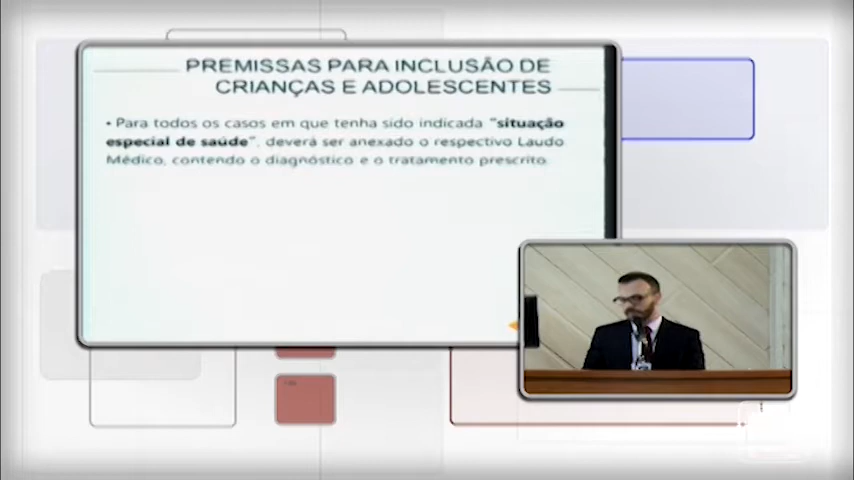 PREMISSAS PARA INCLUSÃO DE
CRIANÇAS E ADOLESCENTES
• Para todos os casos em que tenha sido indicada "situação
especial de saúde", deverá ser anexado o respectivo Laudo
Médico, contendo o diagnóstico e o tratamento prescrito.